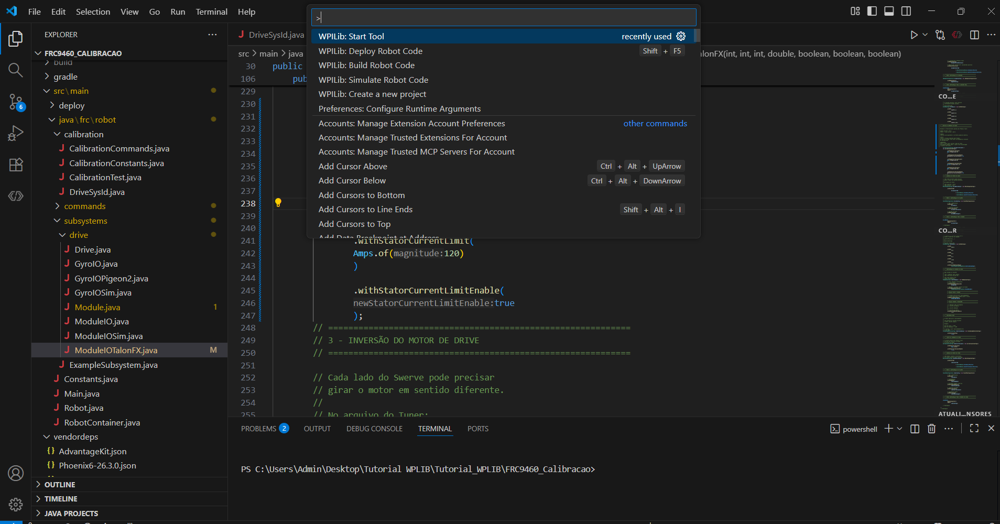 File Edit Selection View Go Run Terminal Help
>
EXPLORER
FRC9460_CALIBRACAO
build
gradle
src\main
deploy
java\frc\robot
calibration
CalibrationCommands.java
CalibrationConstants.java
CalibrationTest.java
DriveSysId.java
commands
subsystems
drive
Drive.java
GyroIO.java
GyroIOPigeon2.java
GyroIOSim.java
Module.java 1
ModuleIO.java
ModuleIOSim.java
ModuleIOTalonFX.java M
ExampleSubsystem.java
Constants.java
Main.java
Robot.java
RobotContainer.java
vendordeps
{} AdvantageKit.json
{} Phoenix6-26.3.0.json
OUTLINE
TIMELINE
JAVA PROJECTS
6
DriveSysId.java
src > main > java
alonFX(int, int, int, double, boolean, boolean, boolean)
WPILib: Start Tool recently used
WPILib: Deploy Robot Code Shift + F5
WPILib: Build Robot Code
WPILib: Simulate Robot Code
WPILib: Create a new project
Preferences: Configure Runtime Arguments
Accounts: Manage Extension Account Preferences other commands
Accounts: Manage Trusted Extensions For Account
Accounts: Manage Trusted MCP Servers For Account
Add Cursor Above Ctrl + Alt + UpArrow
Add Cursor Below Ctrl + Alt + DownArrow
Add Cursors to Bottom
Add Cursors to Line Ends Shift + Alt + I
Add Cursors to Top
Add Data Breakpoint at Address
30 public
106 pub
229
230
231
232
233
234
235
236
237
238
239
240
241 .withStatorCurrentLimit(
242 Amps.of(magnitude:120)
243 )
244
245 .withStatorCurrentLimitEnable(
246 newStatorCurrentLimitEnable:true
247 );
248 // ============================================================
249 // 3 - INVERSÃO DO MOTOR DE DRIVE
250 // ============================================================
251
252 // Cada lado do Swerve pode precisar
253 // girar o motor em sentido diferente.
254 //
255 // No arquivo do Tuner:
CO...E
CO...R
ATUALI...NSORES
PROBLEMS 2 OUTPUT DEBUG CONSOLE TERMINAL PORTS
powershell
PS C:\Users\Admin\Desktop\Tutorial WPLIB\Tutorial_WPLIB\FRC9460_Calibracao>